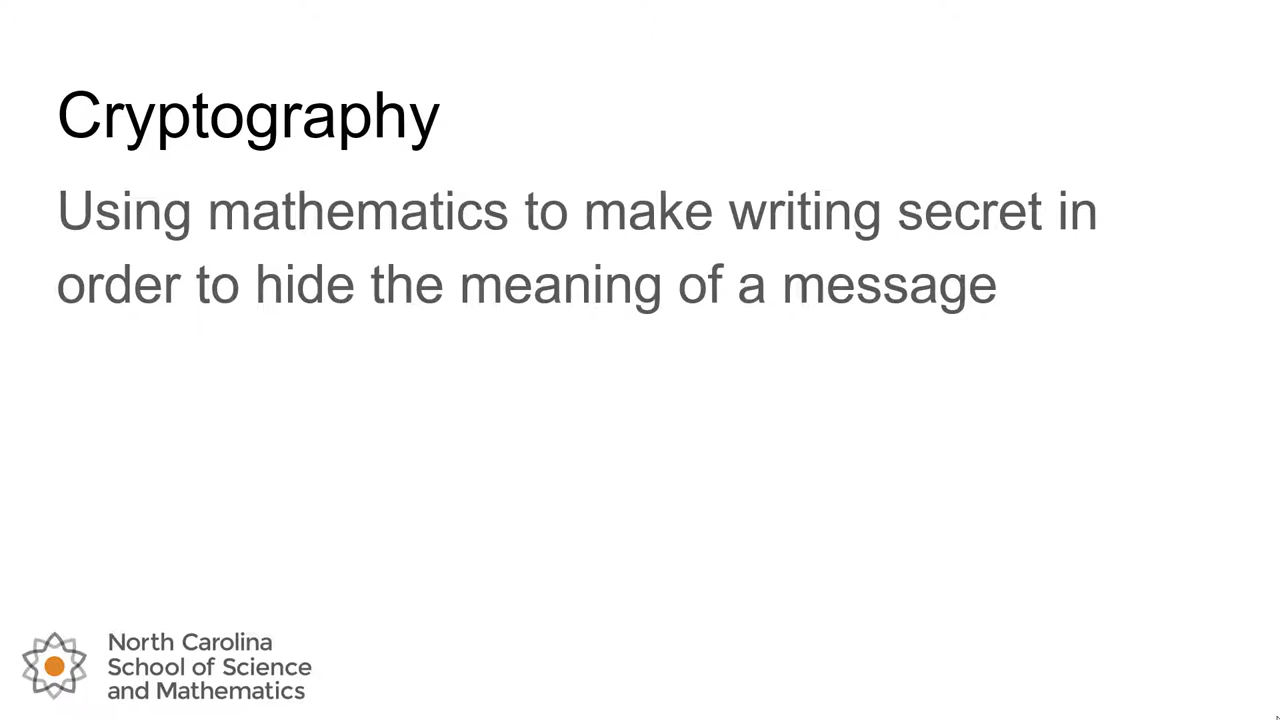 Cryptography
Using mathematics to make writing secret in
order to hide the meaning of a message
North Carolina
School of Science
and Mathematics